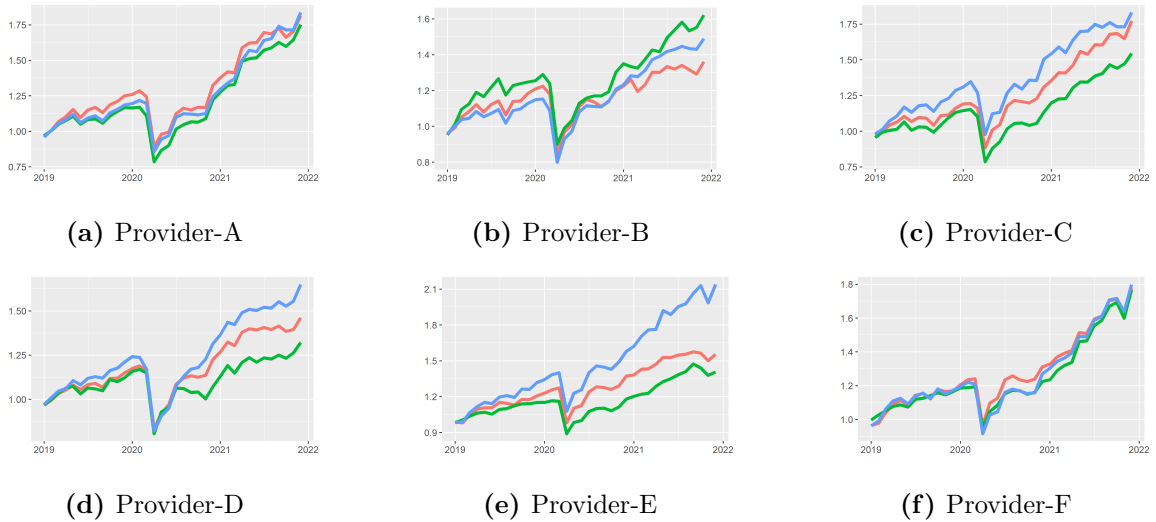 1.75
1.50
1.25
1.00
0.75
2019 2020 2021 2022
(a) Provider-A
1.6
1.4
1.2
1.0
0.8
2019 2020 2021 2022
(b) Provider-B
1.75
1.50
1.25
1.00
0.75
2019 2020 2021 2022
(c) Provider-C
1.50
1.25
1.00
2019 2020 2021 2022
(d) Provider-D
2.1
1.8
1.5
1.2
0.9
2019 2020 2021 2022
(e) Provider-E
1.8
1.6
1.4
1.2
1.0
2019 2020 2021 2022
(f) Provider-F